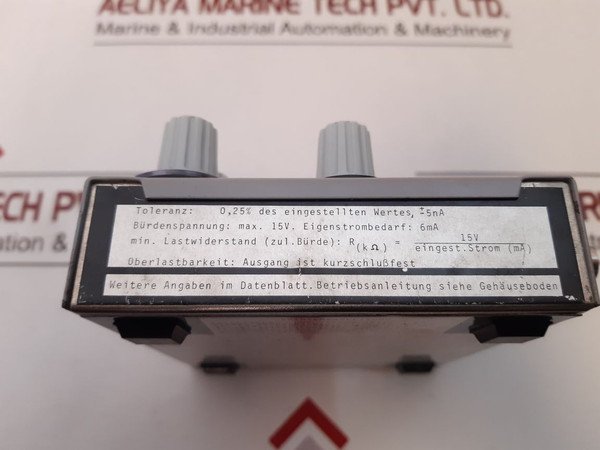 AELIYA MARINE TECH PVT. LTD.
Marine & Industrial Automation & Machinery
Toleranz: 0,25% des eingestellten Wertes, ±5nA
Bürdenspannung: max. 15V. Eigenstrombedarf: 6mA
min. Lastwiderstand (zul.Bürde): R(kΩ) = 15V / eingest.Strom (mA)
Oberlastbarkeit: Ausgang ist kurzschlußfest
Weitere Angaben im Datenblatt.Betriebsanleitung siehe Gehäuseboden